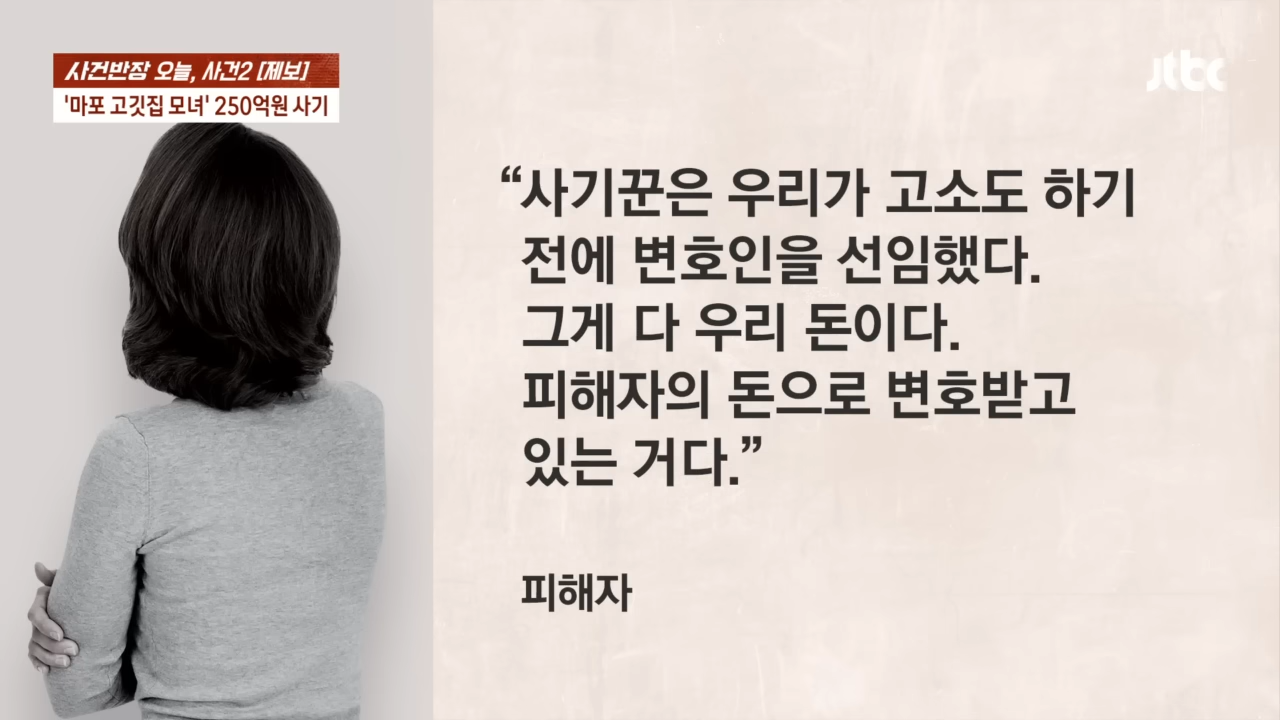 사건반장 오늘, 사건2 [제보]
'마포 고깃집 모녀' 250억원 사기
jtbc
“사기꾼은 우리가 고소도 하기
전에 변호인을 선임했다.
그게 다 우리 돈이다.
피해자의 돈으로 변호받고
있는 거다.”
피해자